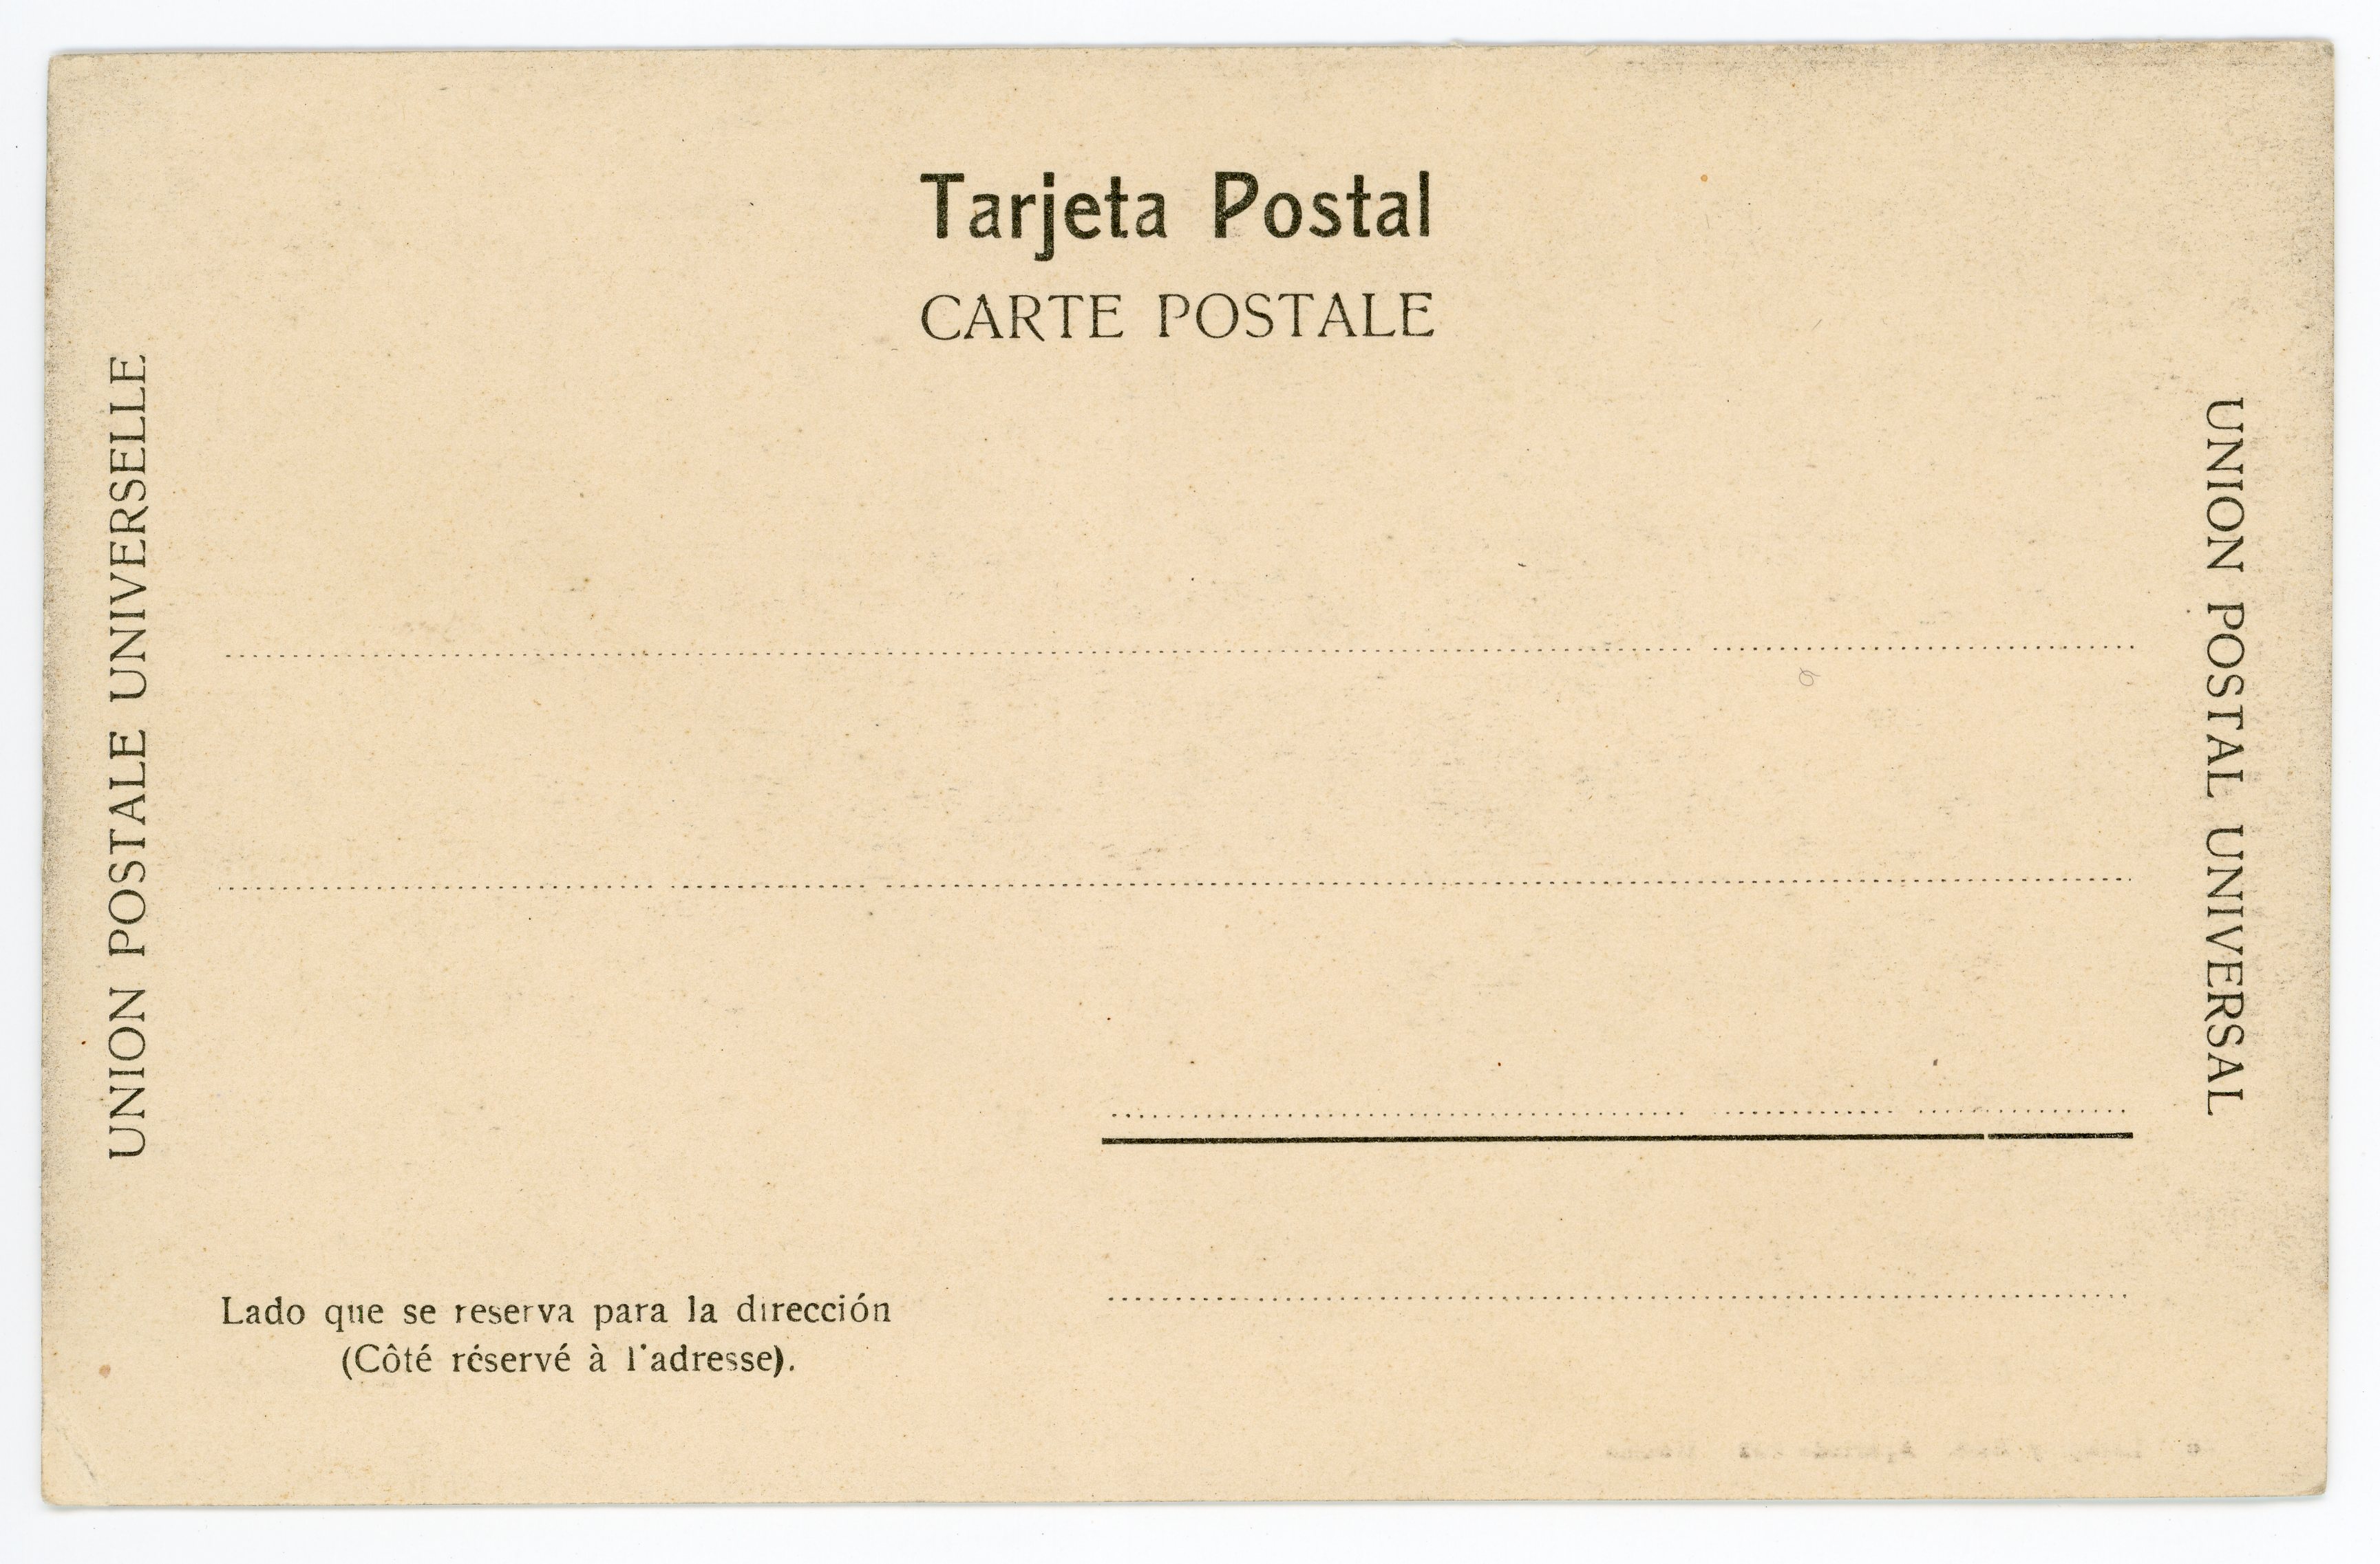 Tarjeta Postal
CARTE POSTALE
UNION POSTALE UNIVERSELLE
UNION POSTAL UNIVERSAL
Lado que se reserva para la dirección
(Côté réservé à l'adresse).